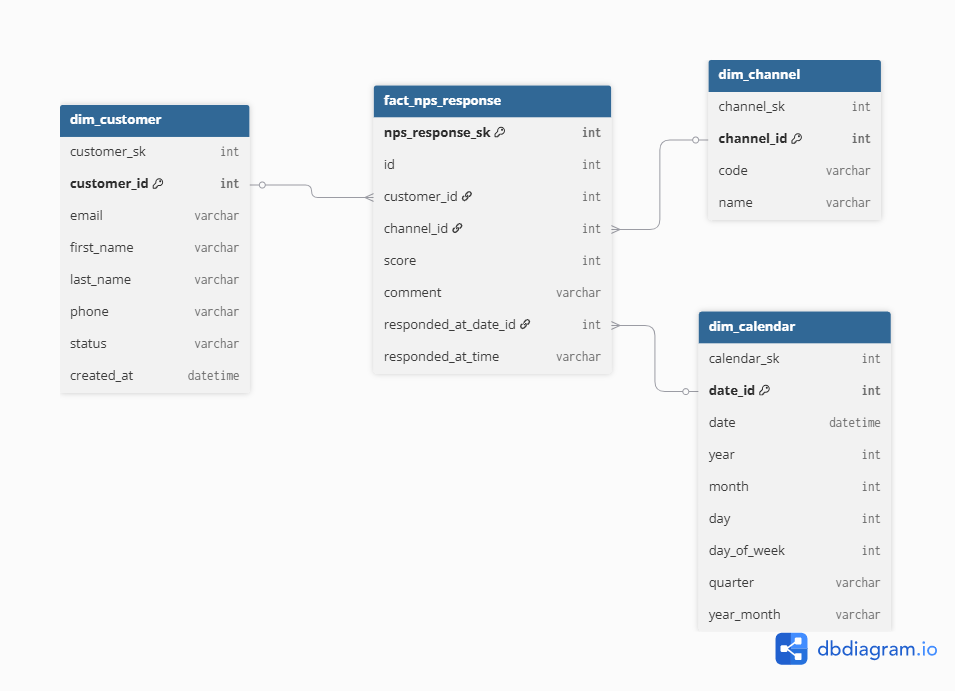 dim_customer
customer_sk int
customer_id int
email varchar
first_name varchar
last_name varchar
phone varchar
status varchar
created_at datetime
fact_nps_response
nps_response_sk int
id int
customer_id int
channel_id int
score int
comment varchar
responded_at_date_id int
responded_at_time varchar
dim_channel
channel_sk int
channel_id int
code varchar
name varchar
dim_calendar
calendar_sk int
date_id int
date datetime
year int
month int
day int
day_of_week int
quarter varchar
year_month varchar
dbdiagram.io